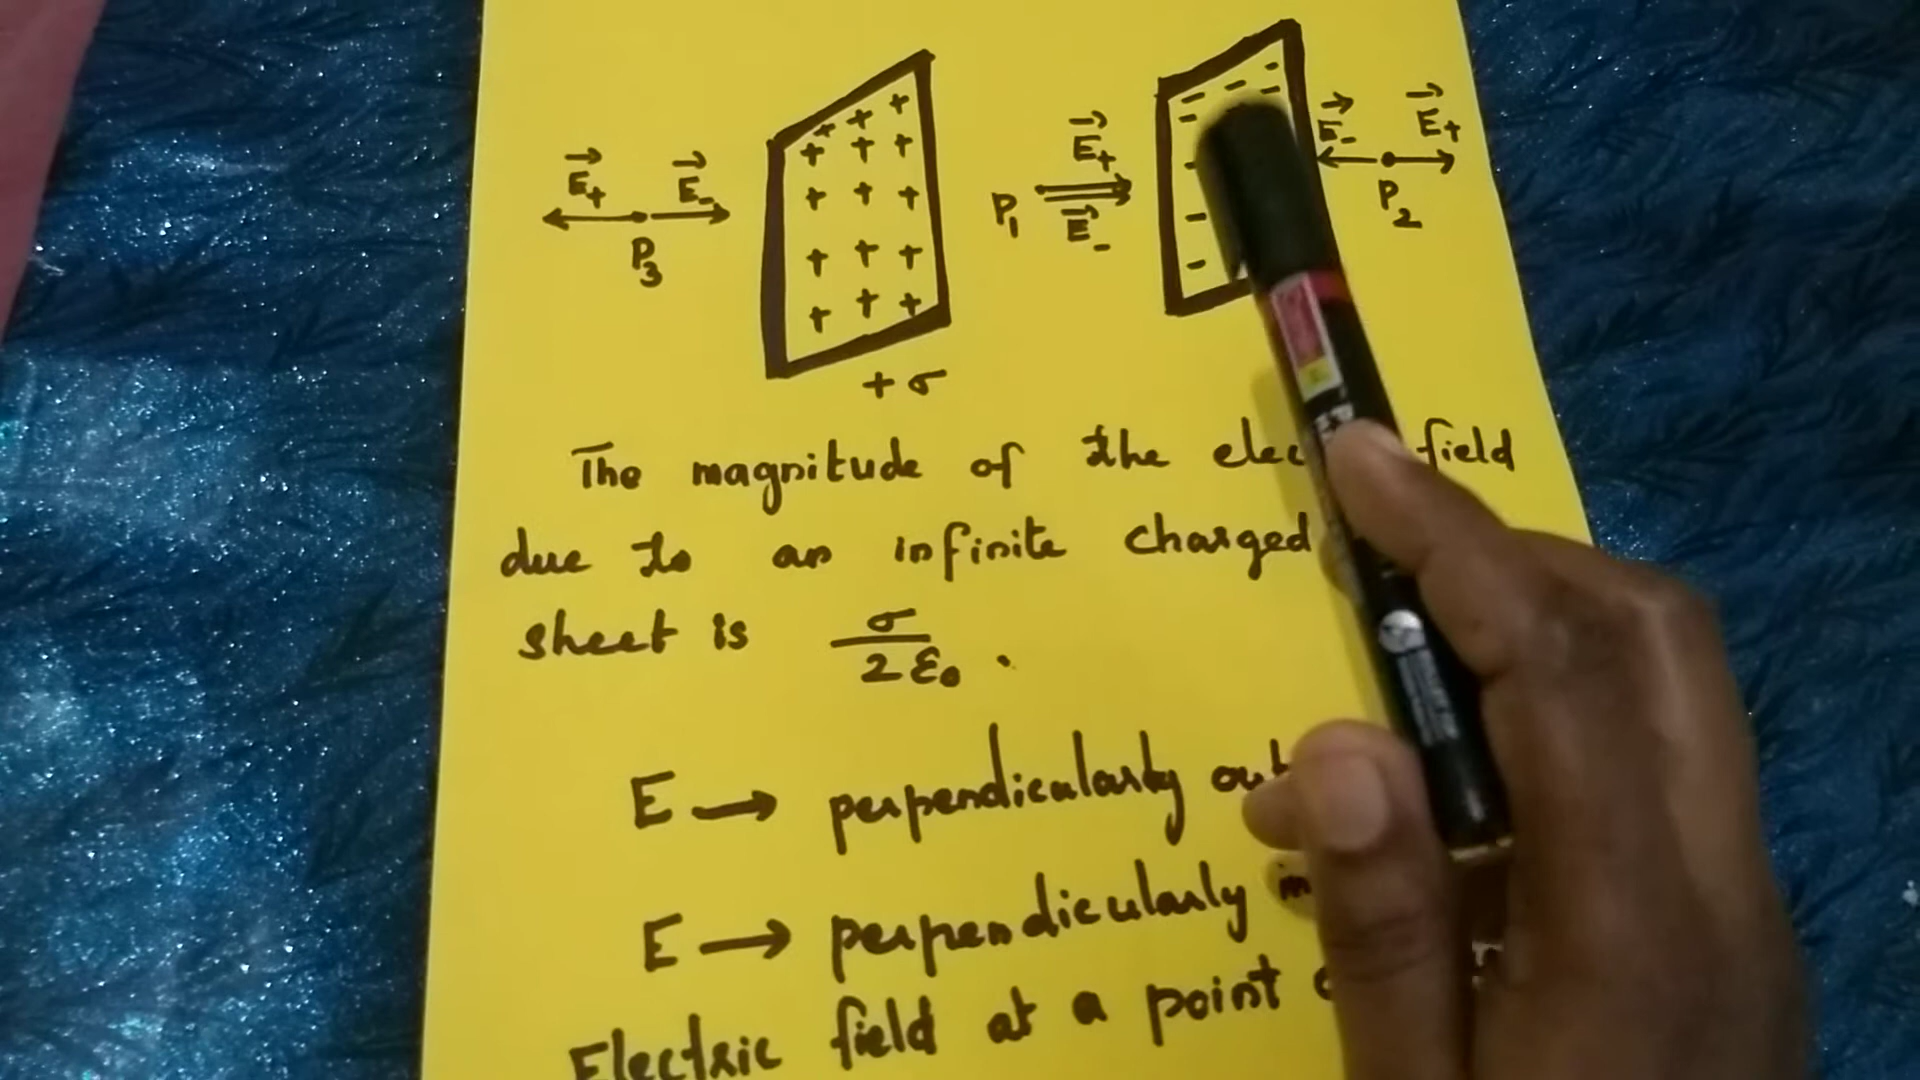 E₊ E₋
P₃
+ σ
P₁
E₊
E₋
E₋ E₊
P₂
The magnitude of the field
due to an infinite charged
sheet is σ/2ε₀ .
E → perpendicularly
E → perpendicularly
Electric field at a point